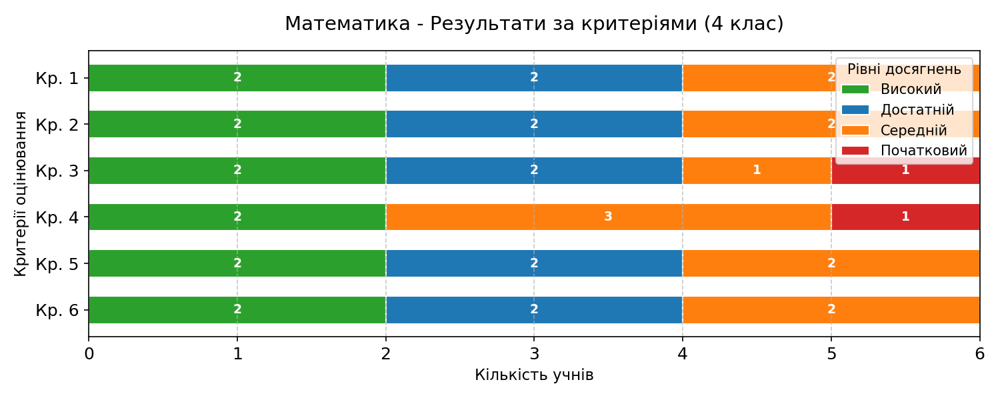 Математика - Результати за критеріями (4 клас)
Рівні досягнень
Високий
Достатній
Середній
Початковий
Критерії оцінювання
Кр. 1
2
2
2
Кр. 2
2
2
2
Кр. 3
2
2
1
1
Кр. 4
2
3
1
Кр. 5
2
2
2
Кр. 6
2
2
2
0 1 2 3 4 5 6
Кількість учнів